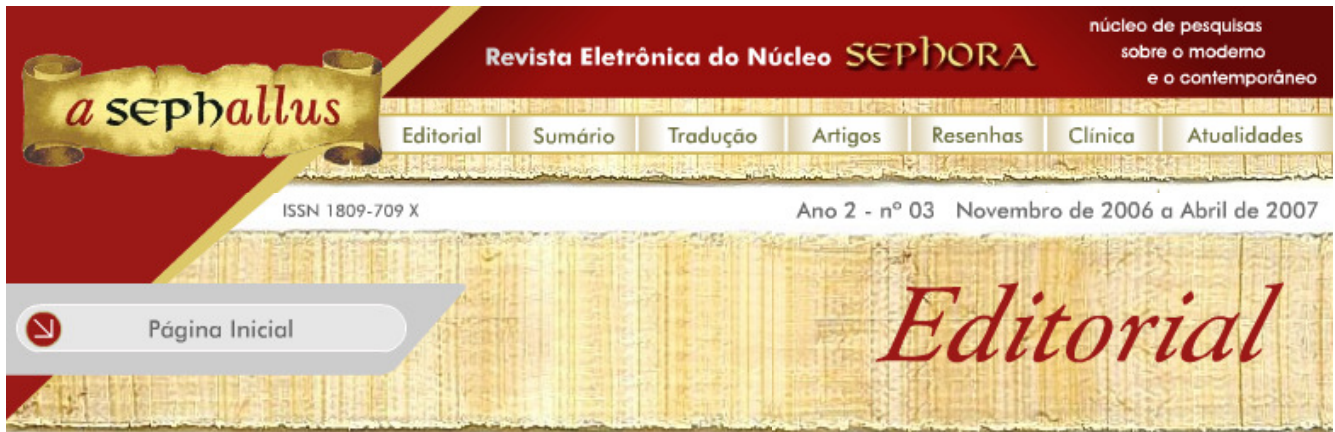 a sephallus
Revista Eletrônica do Núcleo SEPHORA
núcleo de pesquisas
sobre o moderno
e o contemporâneo
Editorial Sumário Tradução Artigos Resenhas Clínica Atualidades
ISSN 1809-709 X Ano 2 - nº 03 Novembro de 2006 a Abril de 2007
Página Inicial
Editorial